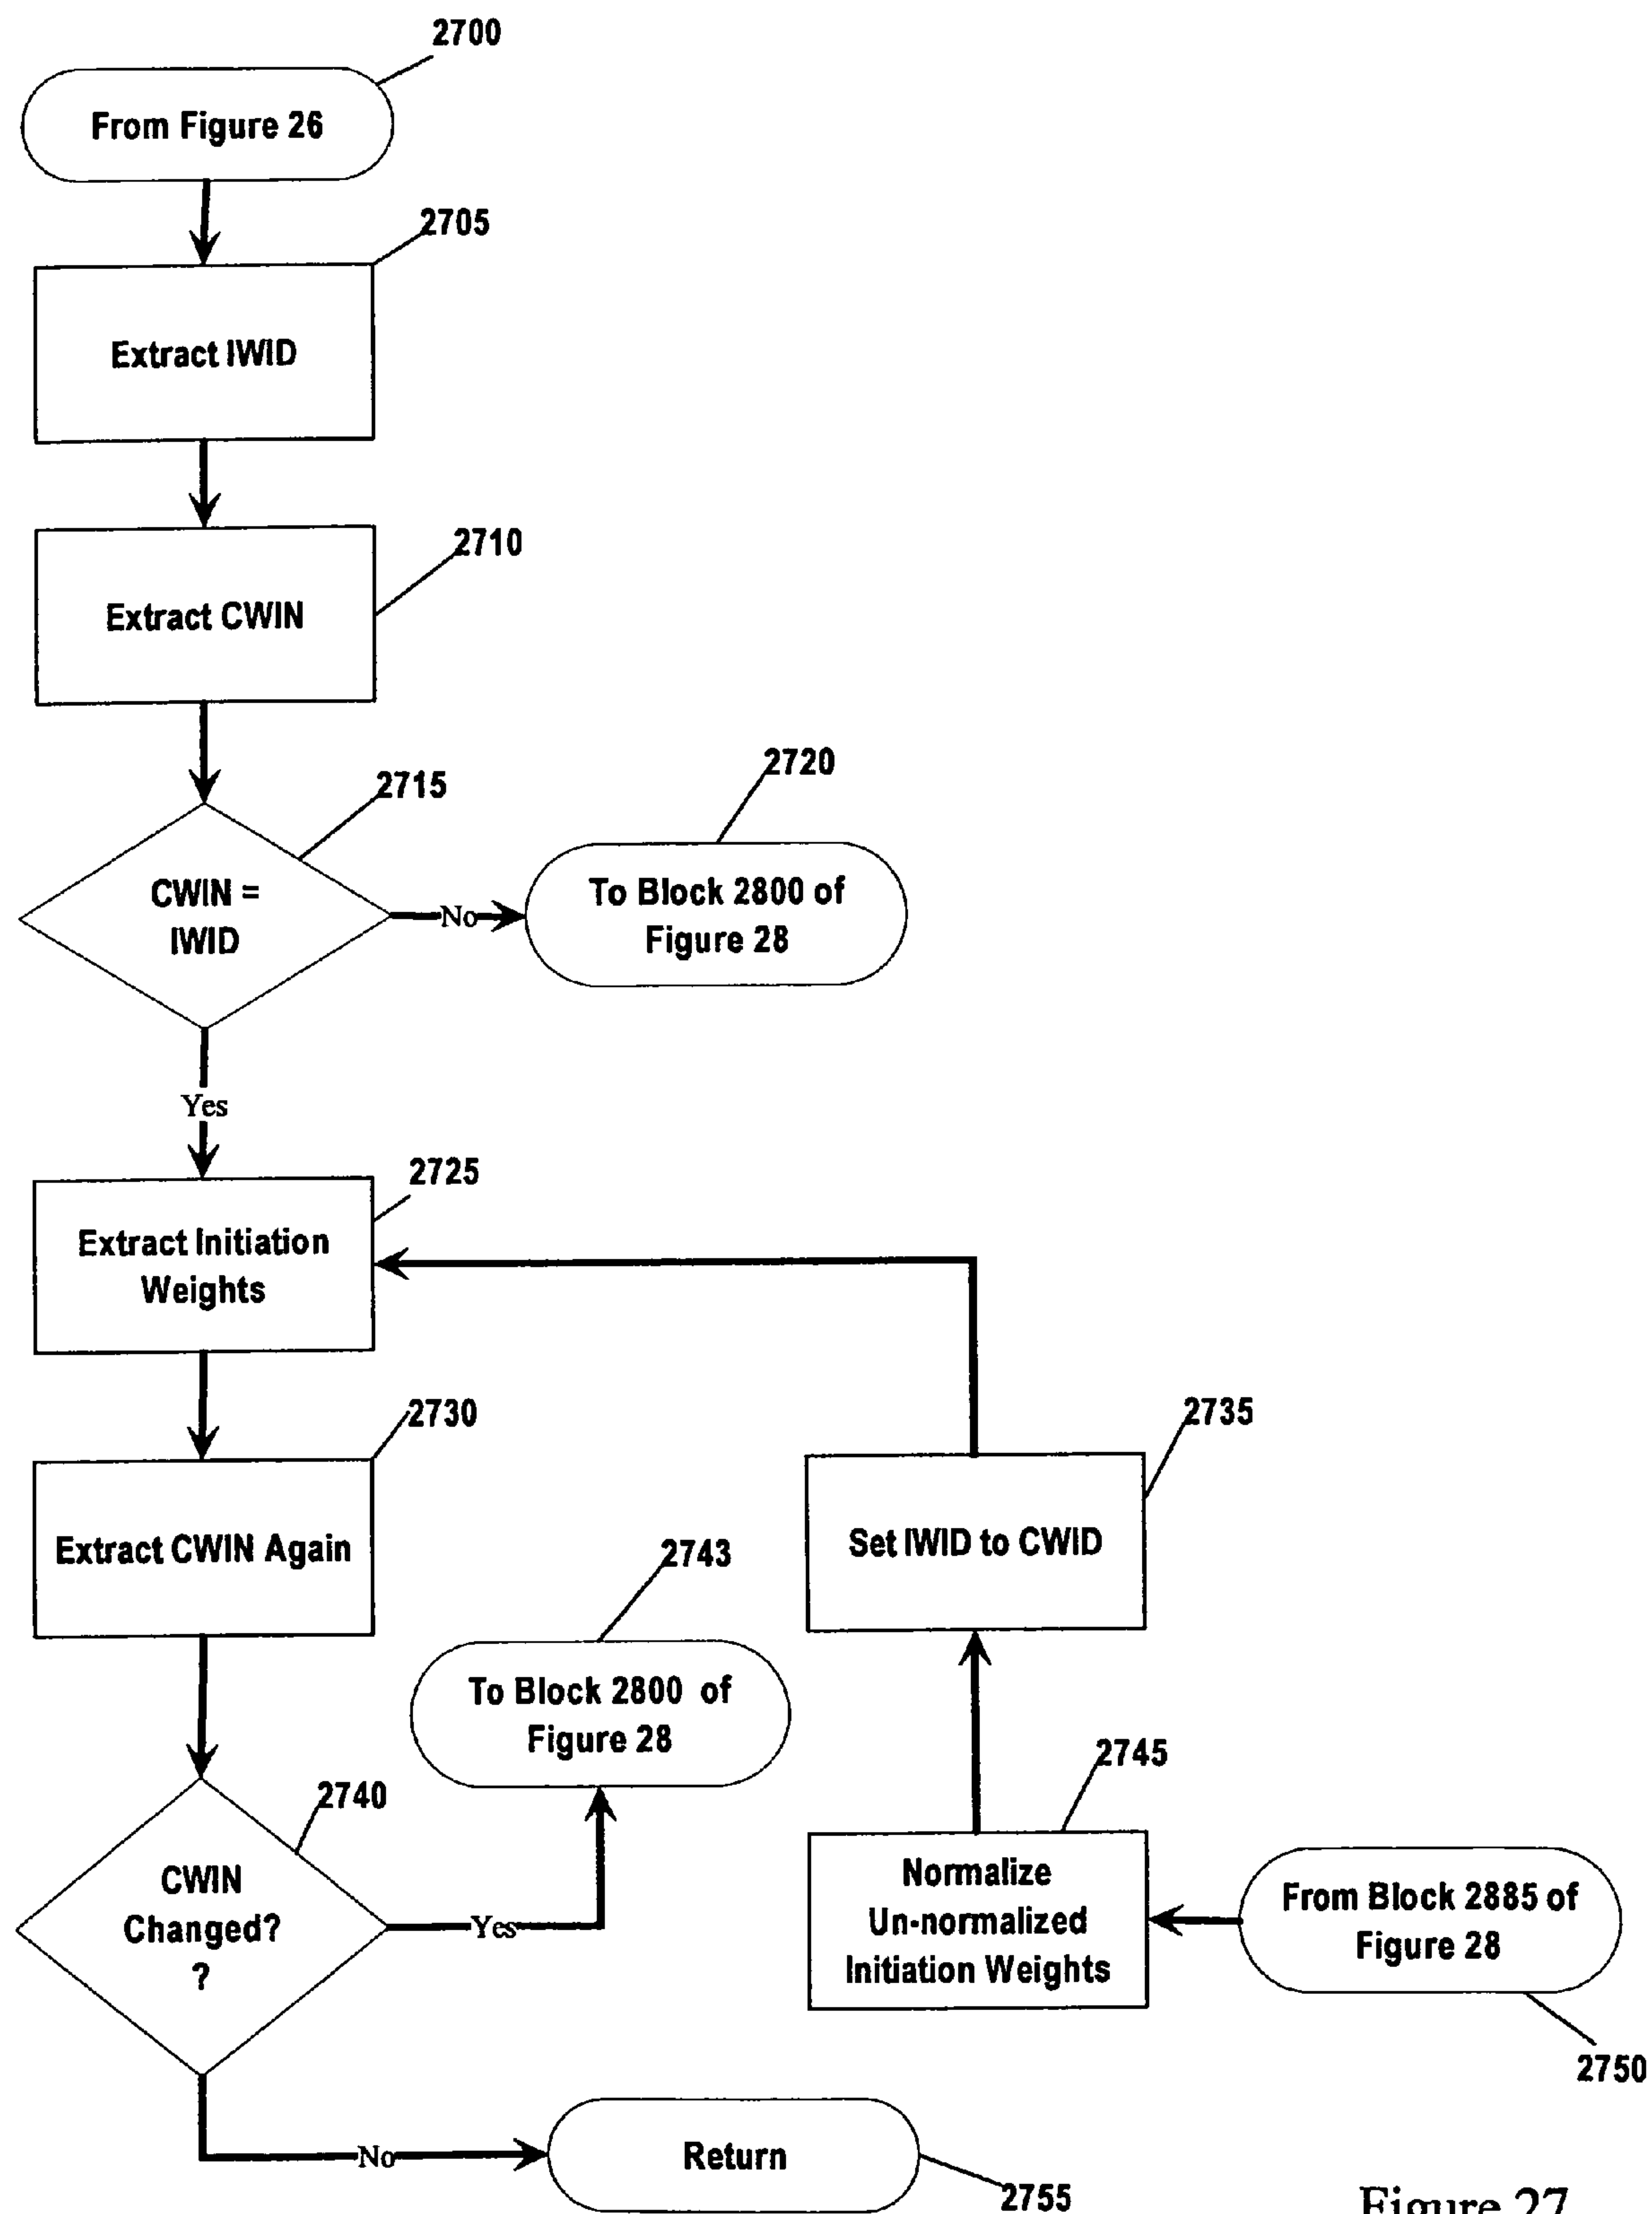 2700
From Figure 26
2705
Extract IWID
2710
Extract CWIN
2715
2720
CWIN =
IWID
No
To Block 2800 of
Figure 28
Yes
2725
Extract Initiation
Weights
2730
2735
Extract CWIN Again
Set IWID to CWID
2743
To Block 2800 of
Figure 28
2740
2745
CWIN
Changed?
?
Yes
Normalize
Un-normalized
Initiation Weights
From Block 2885 of
Figure 28
2750
No
Return
2755
Figure 27